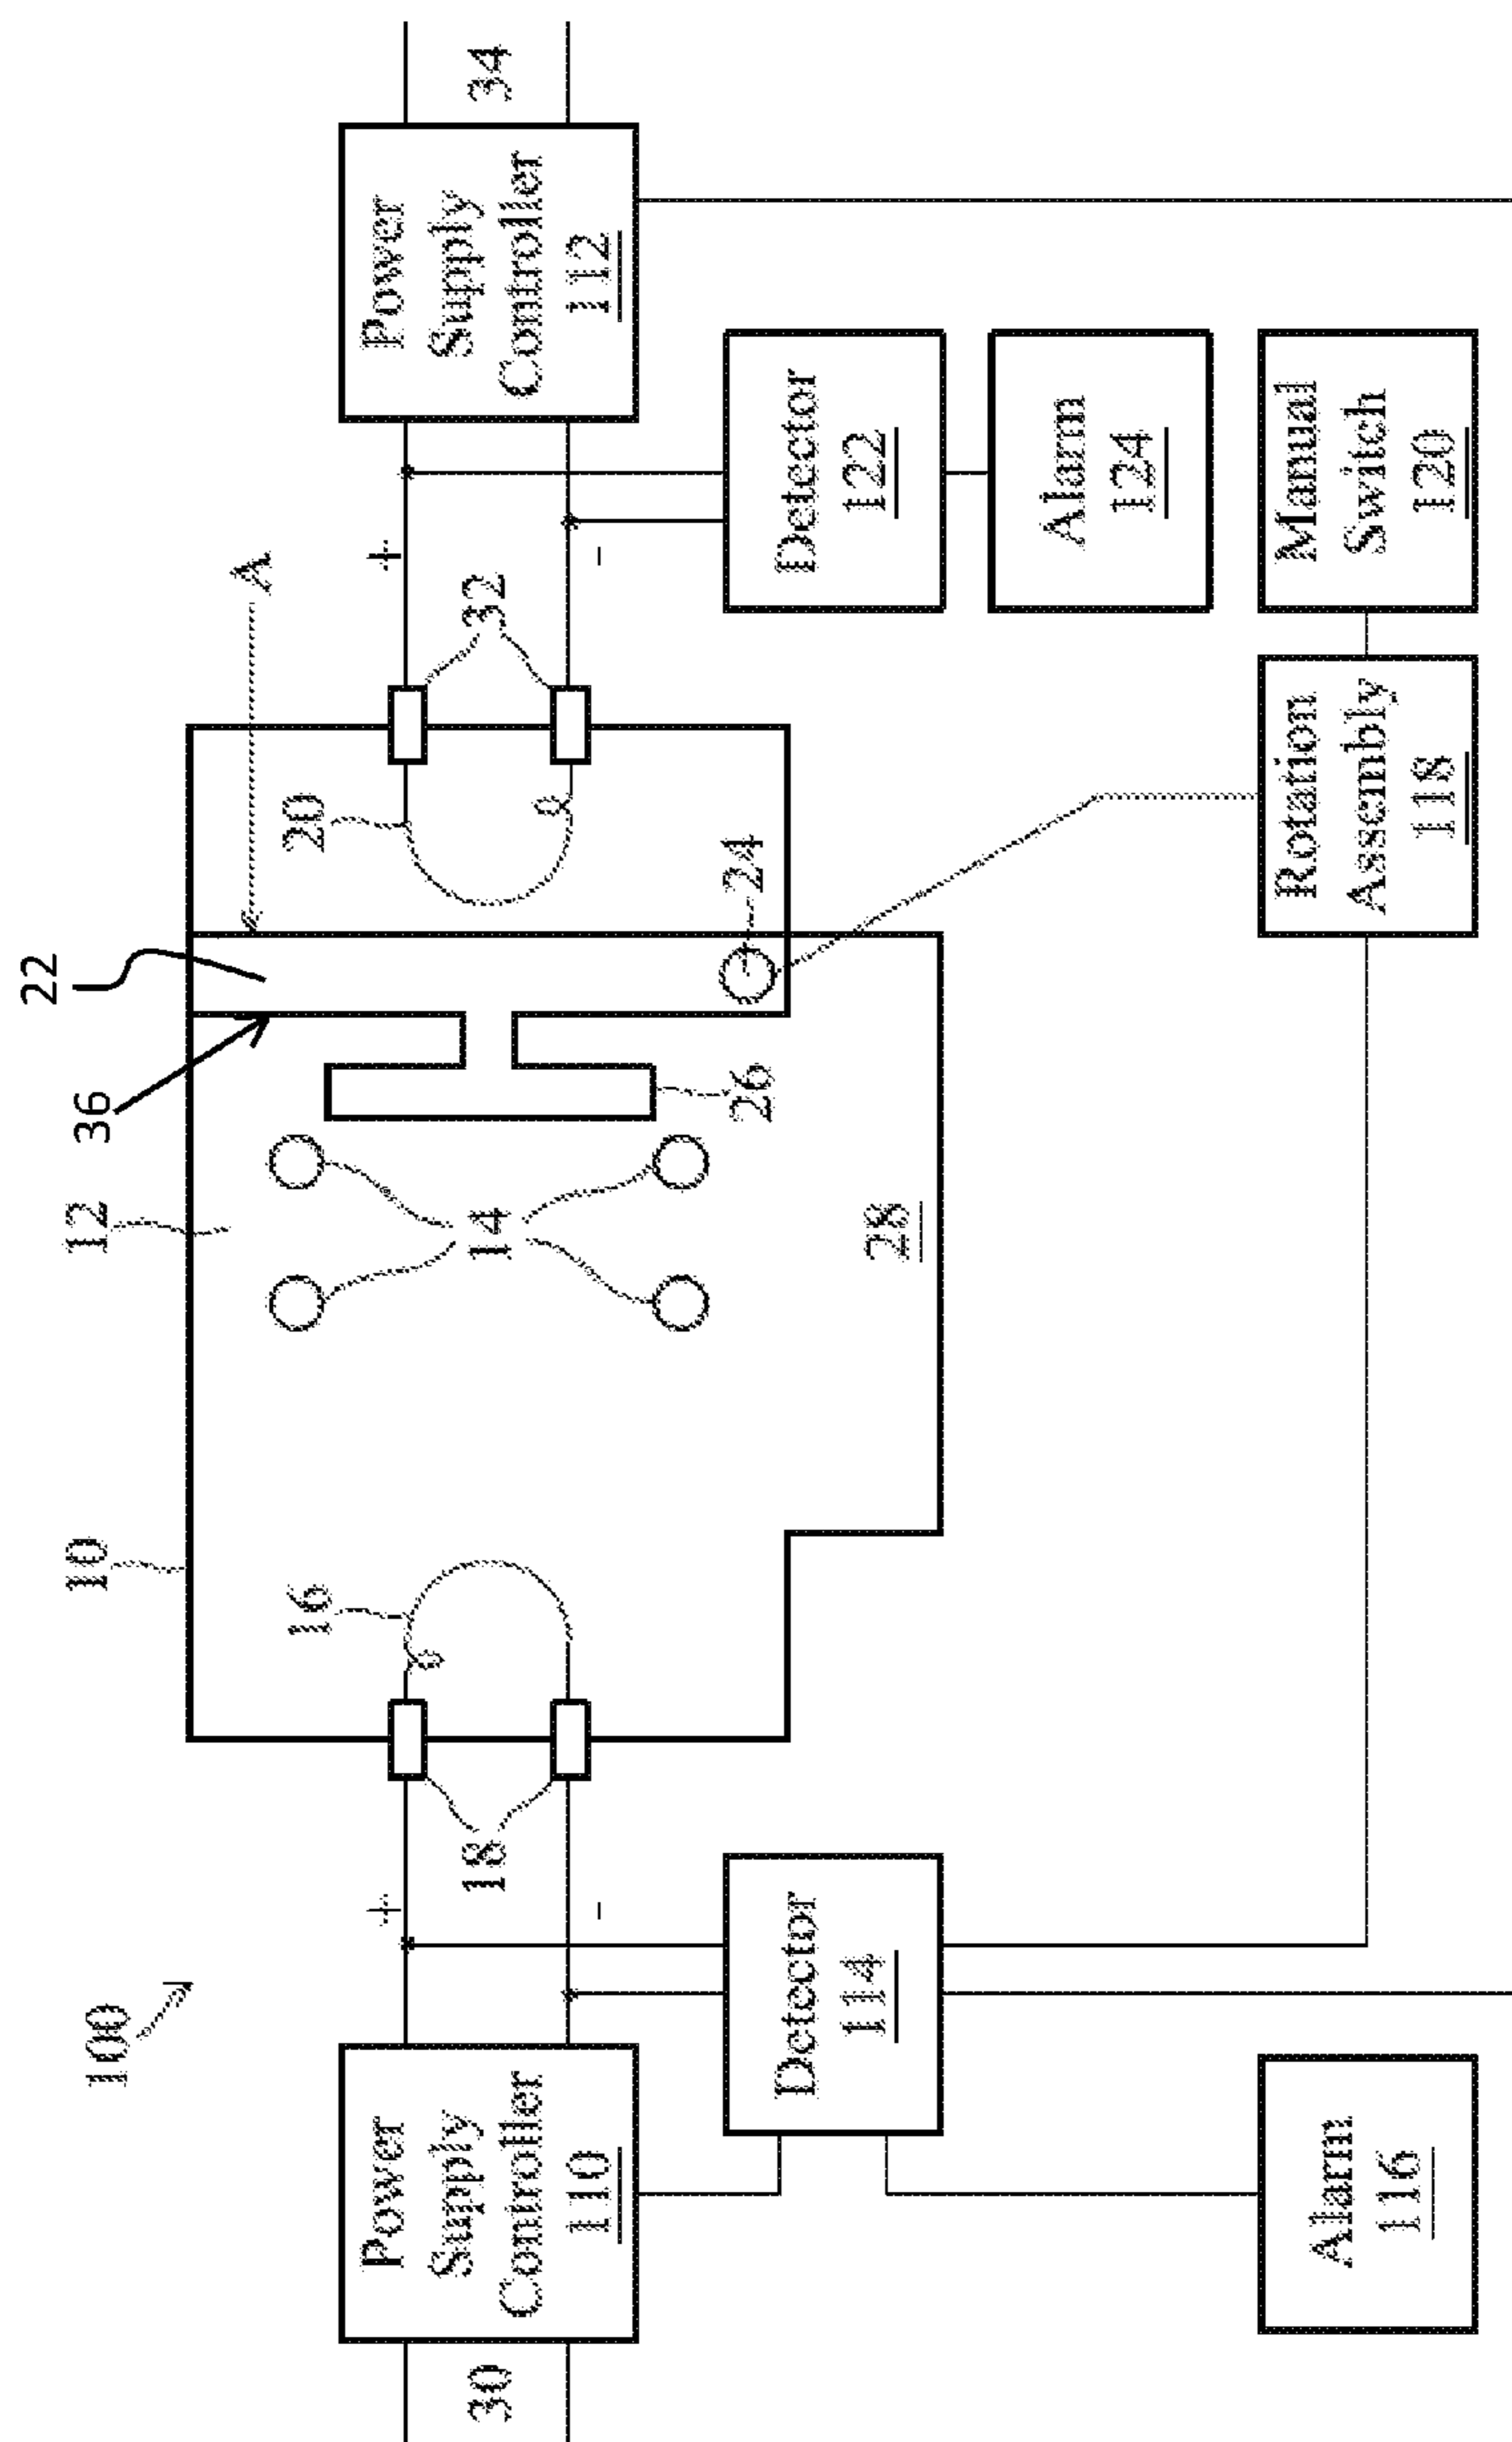 100
10
12
36
22
A
30
Power
Supply
Controller
110
+
-
18
16
14
26
24
20
28
32
+
-
Power
Supply
Controller
112
34
Detector
114
Detector
122
Alarm
124
Alarm
116
Rotation
Assembly
118
Manual
Switch
120